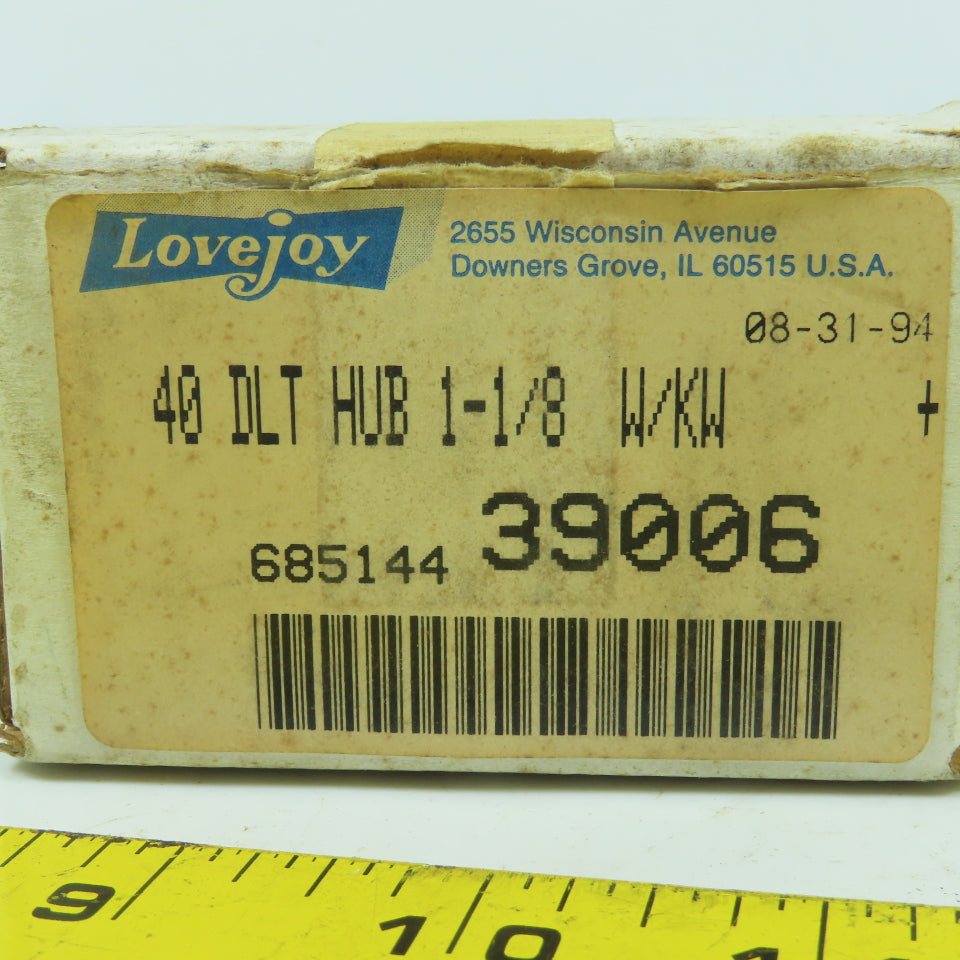 Lovejoy
2655 Wisconsin Avenue
Downers Grove, IL 60515 U.S.A.
08-31-94
40 DLT HUB 1-1/8 W/KW +
685144 39006
9 10 1